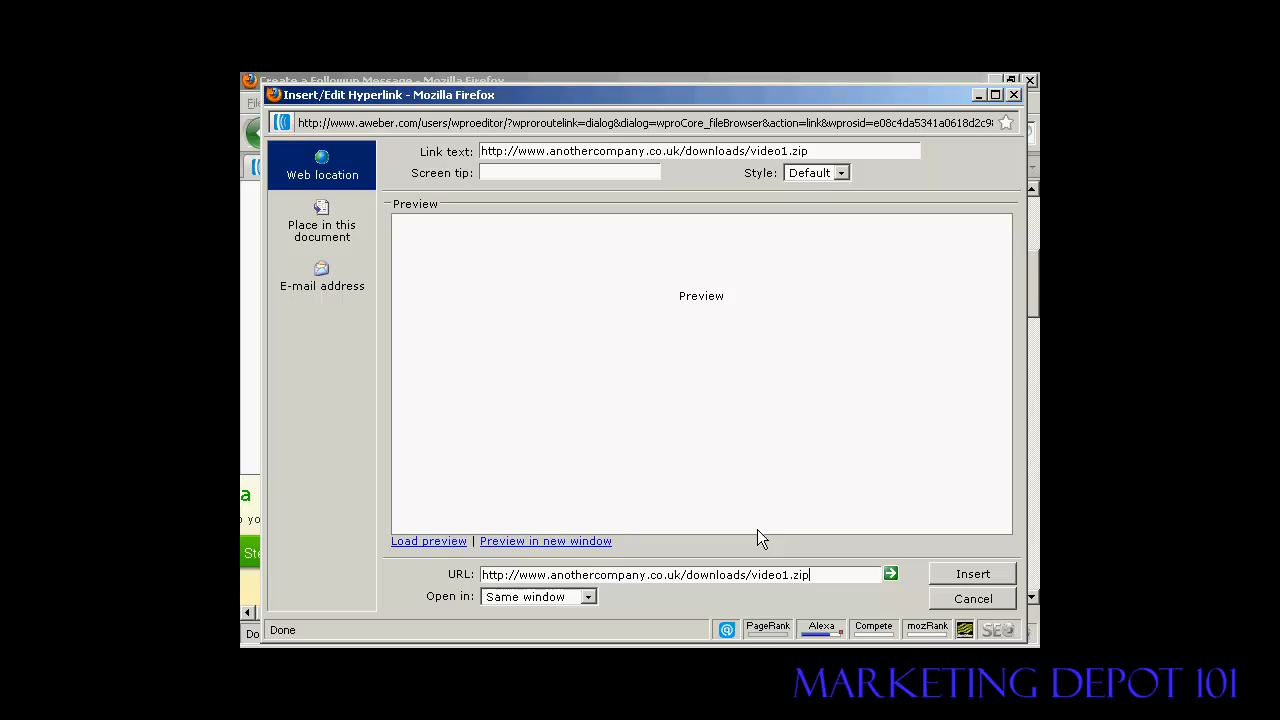 Create a Followup Message - Mozilla Firefox
Insert/Edit Hyperlink - Mozilla Firefox
http://www.aweber.com/users/wproeditor/?wproroutelink=dialog&dialog=wproCore_fileBrowser&action=link&wprosid=e08c4da5341a0618d2c9
Web location
Place in this
document
E-mail address
Link text: http://www.anothercompany.co.uk/downloads/video1.zip
Screen tip:
Style: Default
Preview
Preview
Load preview | Preview in new window
URL: http://www.anothercompany.co.uk/downloads/video1.zip
Insert
Open in: Same window
Cancel
Done
PageRank
Alexa
Compete
mozRank
SEO
a
o yo
Ste
Do
MARKETING DEPOT 101